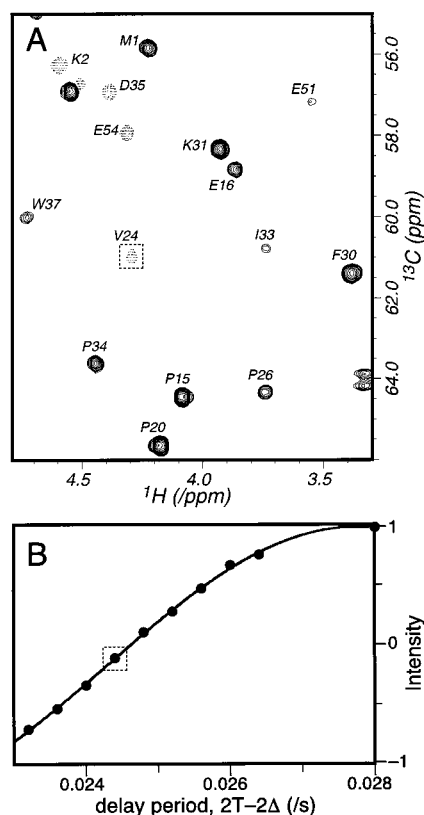 A
M1
K2
D35
E51
E54
K31
E16
W37
V24
I33
F30
P34
P15
P26
P20
56.0
58.0
60.0
62.0
64.0
¹³C (ppm)
4.5
4.0
3.5
¹H (/ppm)
B
1
0
−1
Intensity
0.024
0.026
0.028
delay period, 2T−2Δ (/s)